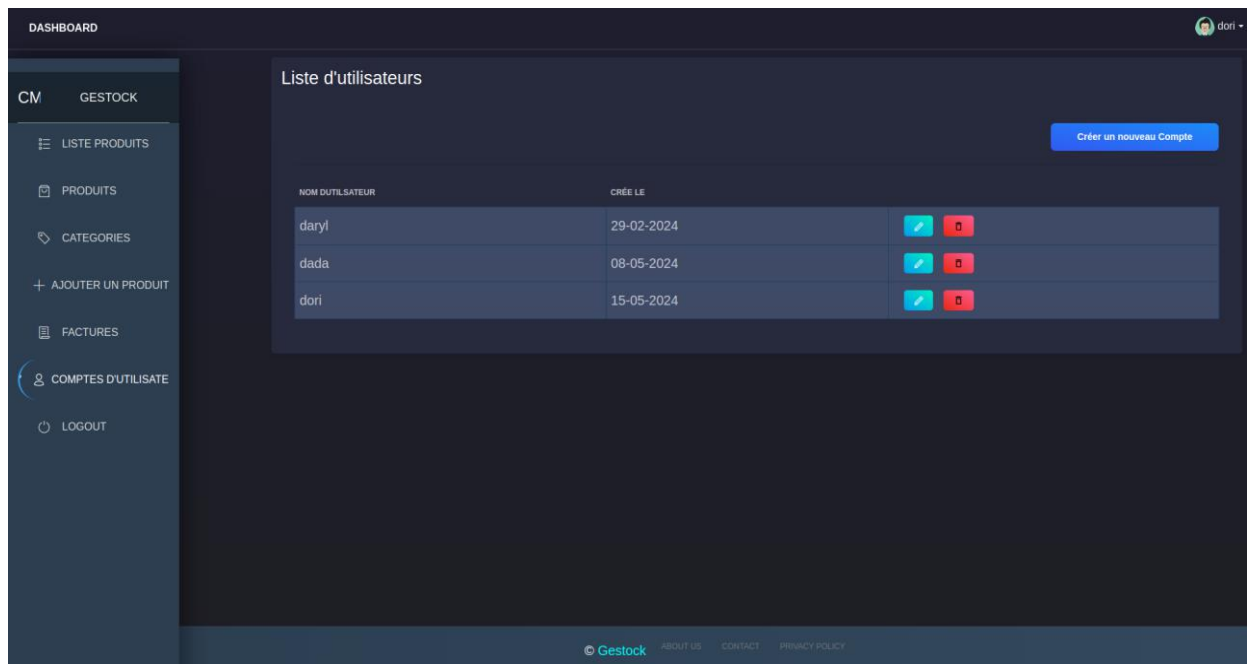 DASHBOARD
dori
CM GESTOCK
LISTE PRODUITS
PRODUITS
CATEGORIES
AJOUTER UN PRODUIT
FACTURES
COMPTES D'UTILISATE
LOGOUT
Liste d'utilisateurs
Créer un nouveau Compte
NOM DUTILSATEUR CRÉE LE
daryl 29-02-2024
dada 08-05-2024
dori 15-05-2024
© Gestock ABOUT US CONTACT PRIVACY POLICY